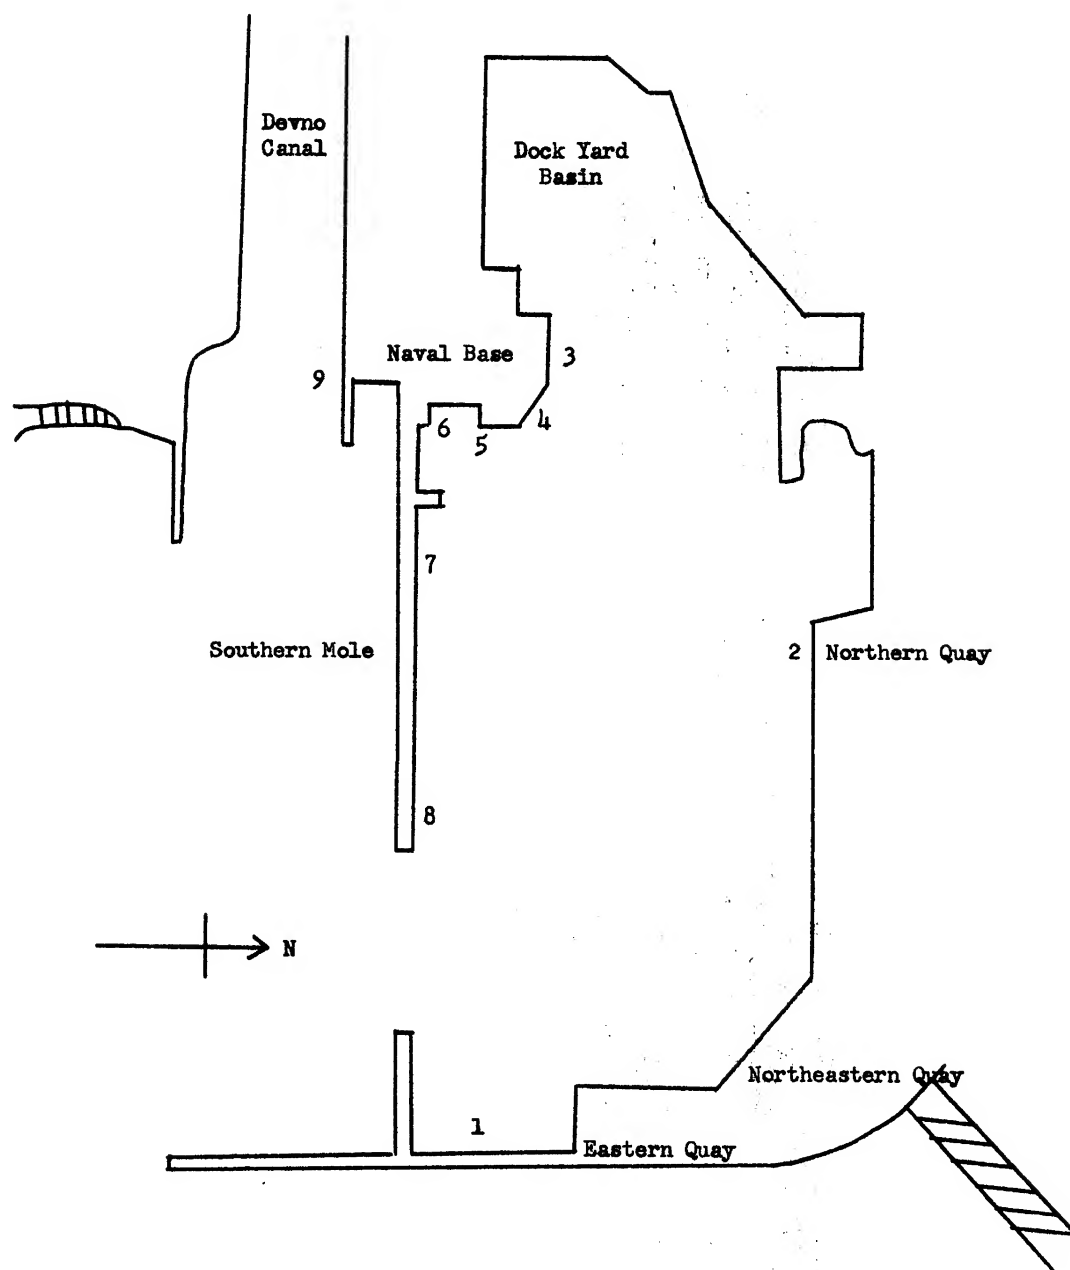 Devno
Canal
Dock Yard
Basin
Naval Base
3
9
6
5
4
7
Southern Mole
2
Northern Quay
8
N
Northeastern Quay
1
Eastern Quay